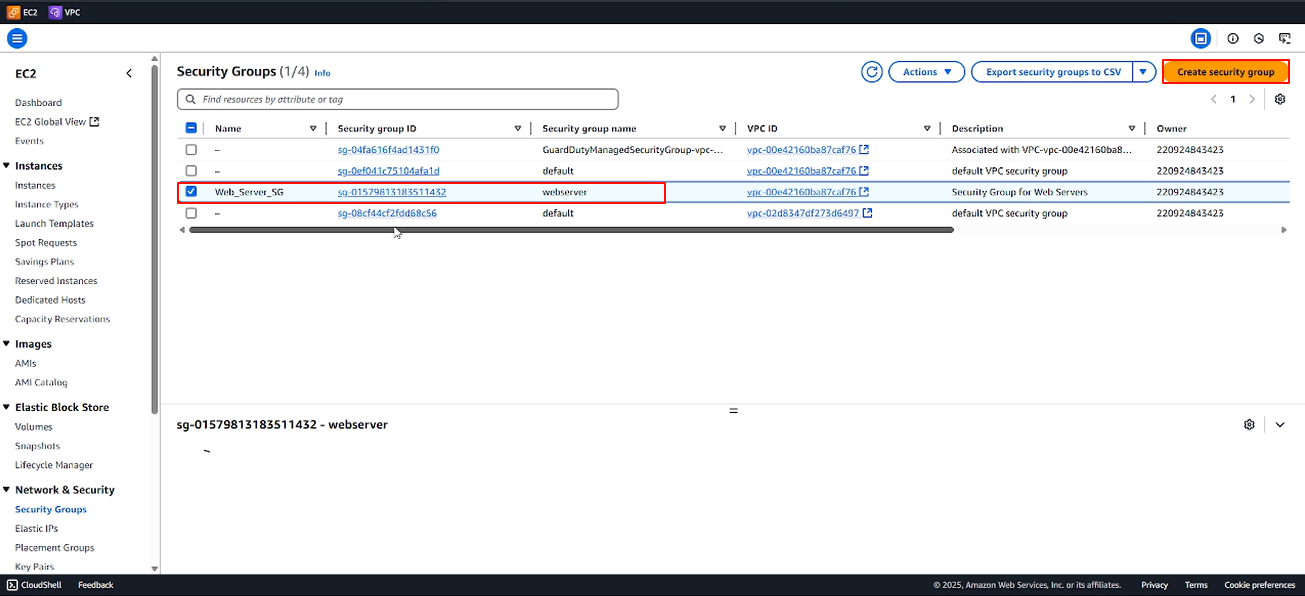 EC2 VPC
EC2
Dashboard
EC2 Global View
Events
Instances
Instances
Instance Types
Launch Templates
Spot Requests
Savings Plans
Reserved Instances
Dedicated Hosts
Capacity Reservations
Images
AMIs
AMI Catalog
Elastic Block Store
Volumes
Snapshots
Lifecycle Manager
Network & Security
Security Groups
Elastic IPs
Placement Groups
Key Pairs
Security Groups (1/4) Info
Actions
Export security groups to CSV
Create security group
Find resources by attribute or tag
1
Name Security group ID Security group name VPC ID Description Owner
– sg-04fa616f4ad1431f0 GuardDutyManagedSecurityGroup-vpc-... vpc-00e42160ba87caf76 Associated with VPC-vpc-00e42160ba8... 220924843423
– sg-0ef041c75104afa1d default vpc-00e42160ba87caf76 default VPC security group 220924843423
Web_Server_SG sg-01579813183511432 webserver vpc-00e42160ba87caf76 Security Group for Web Servers 220924843423
– sg-08cf44cf2fdd68c56 default vpc-02d8347df273d6497 default VPC security group 220924843423
sg-01579813183511432 - webserver
CloudShell Feedback © 2025, Amazon Web Services, Inc. or its affiliates. Privacy Terms Cookie preferences